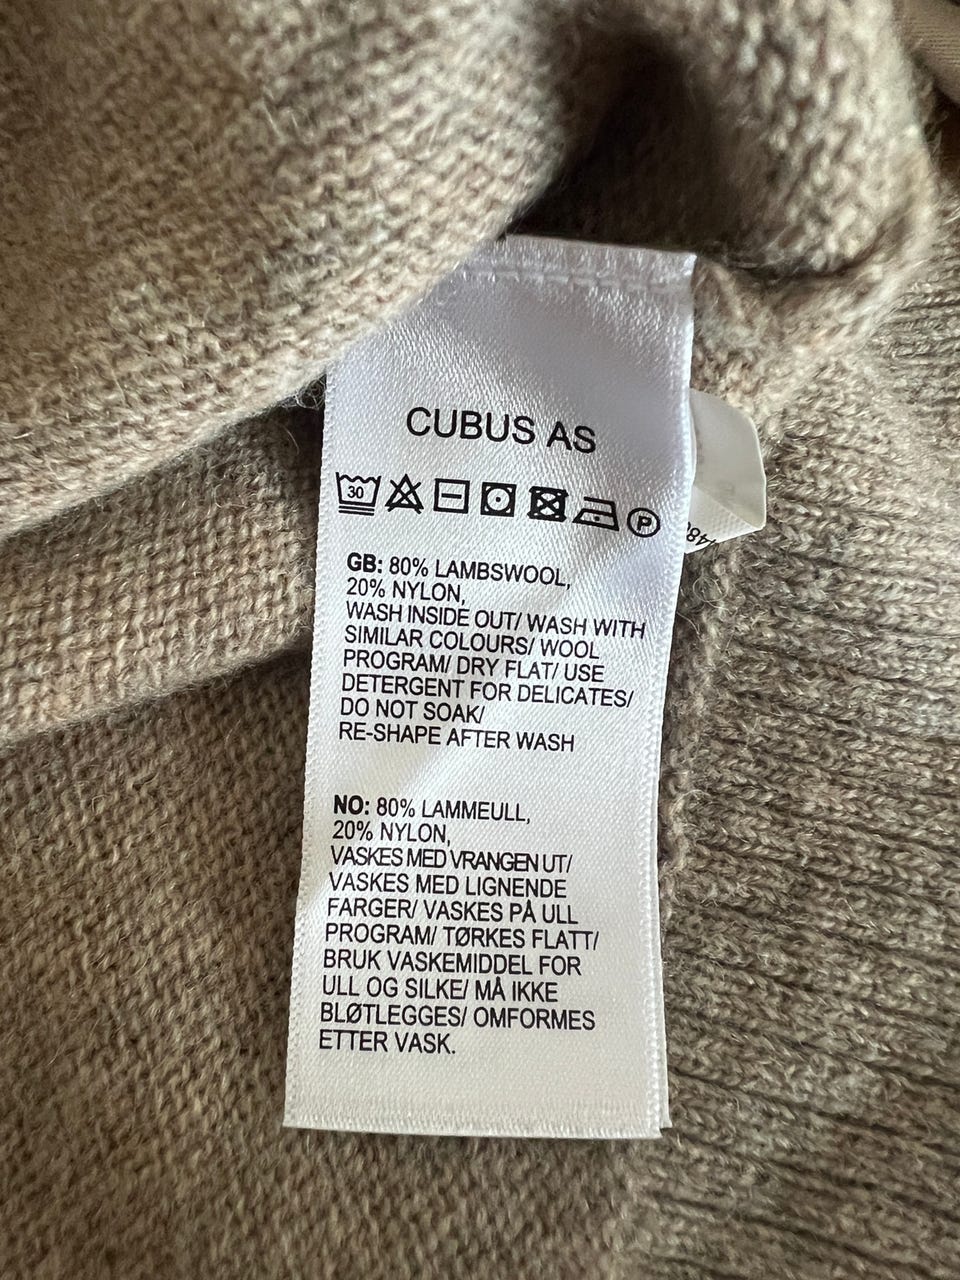 CUBUS AS
30
P
GB: 80% LAMBSWOOL,
20% NYLON,
WASH INSIDE OUT/ WASH WITH
SIMILAR COLOURS/ WOOL
PROGRAM/ DRY FLAT/ USE
DETERGENT FOR DELICATES/
DO NOT SOAK/
RE-SHAPE AFTER WASH
NO: 80% LAMMEULL,
20% NYLON,
VASKES MED VRANGEN UT/
VASKES MED LIGNENDE
FARGER/ VASKES PÅ ULL
PROGRAM/ TØRKES FLATT/
BRUK VASKEMIDDEL FOR
ULL OG SILKE/ MÅ IKKE
BLØTLEGGES/ OMFORMES
ETTER VASK.